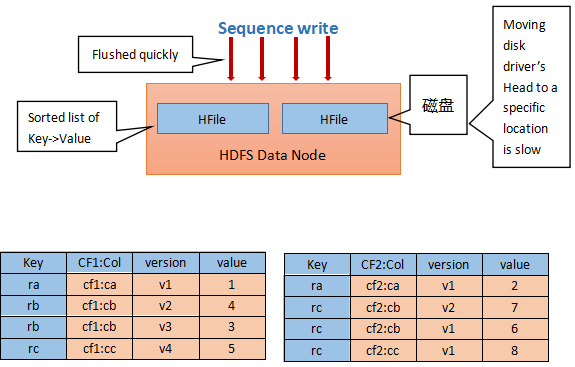 Sequence write
Flushed quickly
Moving
disk
driver's
Head to a
specific
location
is slow
Sorted list of
Key->Value
HFile
HFile
磁盘
HDFS Data Node
Key CF1:Col version value
ra cf1:ca v1 1
rb cf1:cb v2 4
rb cf1:cb v3 3
rc cf1:cc v4 5
Key CF2:Col version value
ra cf2:ca v1 2
rc cf2:cb v2 7
rc cf2:cb v1 6
rc cf2:cc v1 8